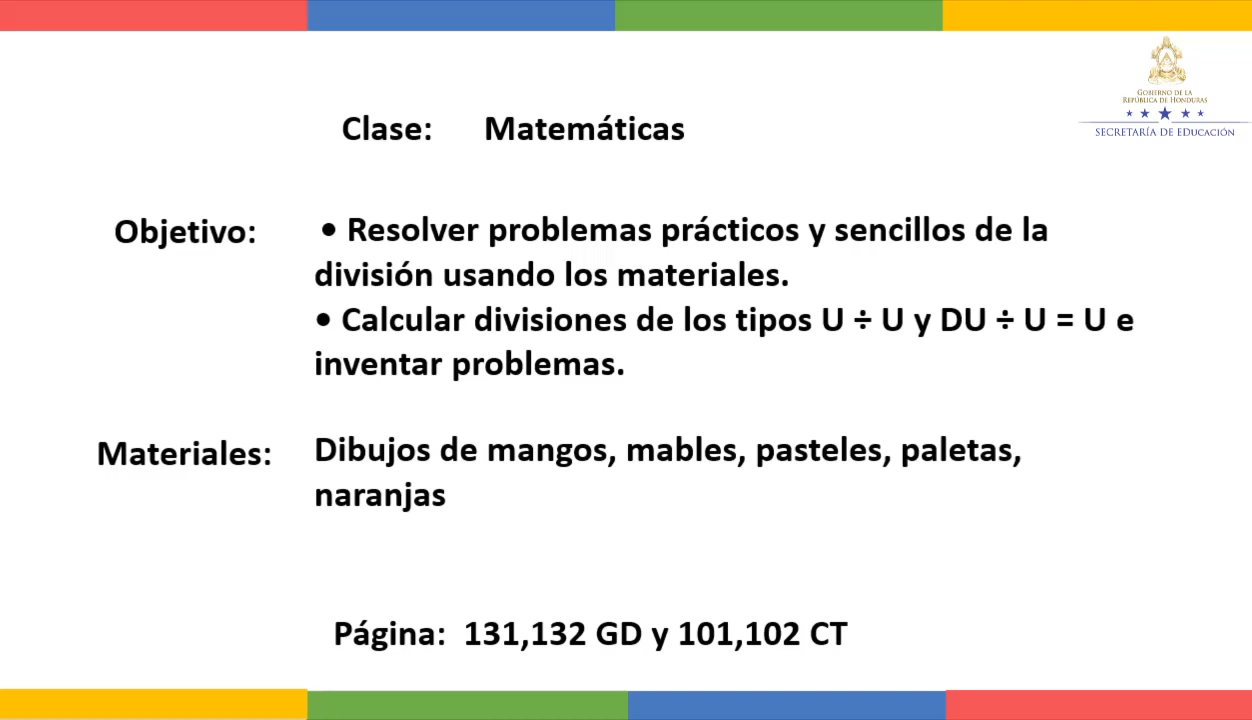 GOBIERNO DE LA
REPÚBLICA DE HONDURAS
SECRETARÍA DE EDUCACIÓN
Clase: Matemáticas
Objetivo: • Resolver problemas prácticos y sencillos de la
división usando los materiales.
• Calcular divisiones de los tipos U ÷ U y DU ÷ U = U e
inventar problemas.
Materiales: Dibujos de mangos, mables, pasteles, paletas,
naranjas
Página: 131,132 GD y 101,102 CT